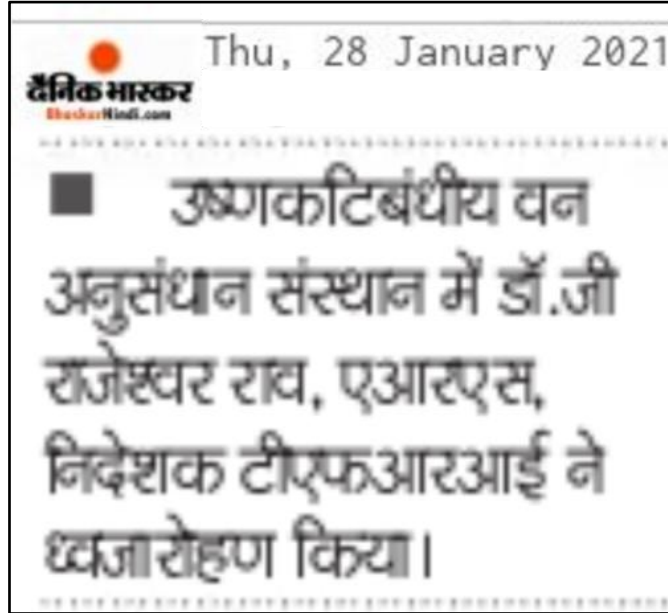 Thu, 28 January 2021
दैनिक भास्कर
BhaskarHindi.com
■ उष्णकटिबंधीय वन
अनुसंधान संस्थान में डॉ.जी
राजेश्वर राव, एआरएस,
निदेशक टीएफआरआई ने
ध्वजारोहण किया।